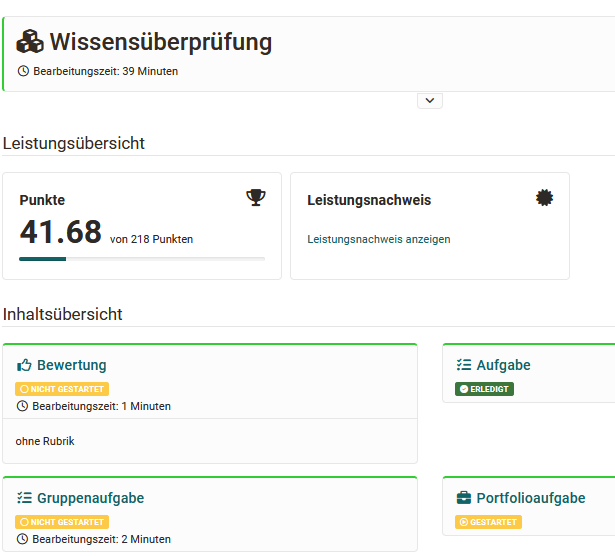 Wissensüberprüfung
Bearbeitungszeit: 39 Minuten
Leistungsübersicht
Punkte
41.68 von 218 Punkten
Leistungsnachweis
Leistungsnachweis anzeigen
Inhaltsübersicht
Bewertung
NICHT GESTARTET
Bearbeitungszeit: 1 Minuten
ohne Rubrik
Aufgabe
ERLEDIGT
Gruppenaufgabe
NICHT GESTARTET
Bearbeitungszeit: 2 Minuten
Portfolioaufgabe
GESTARTET